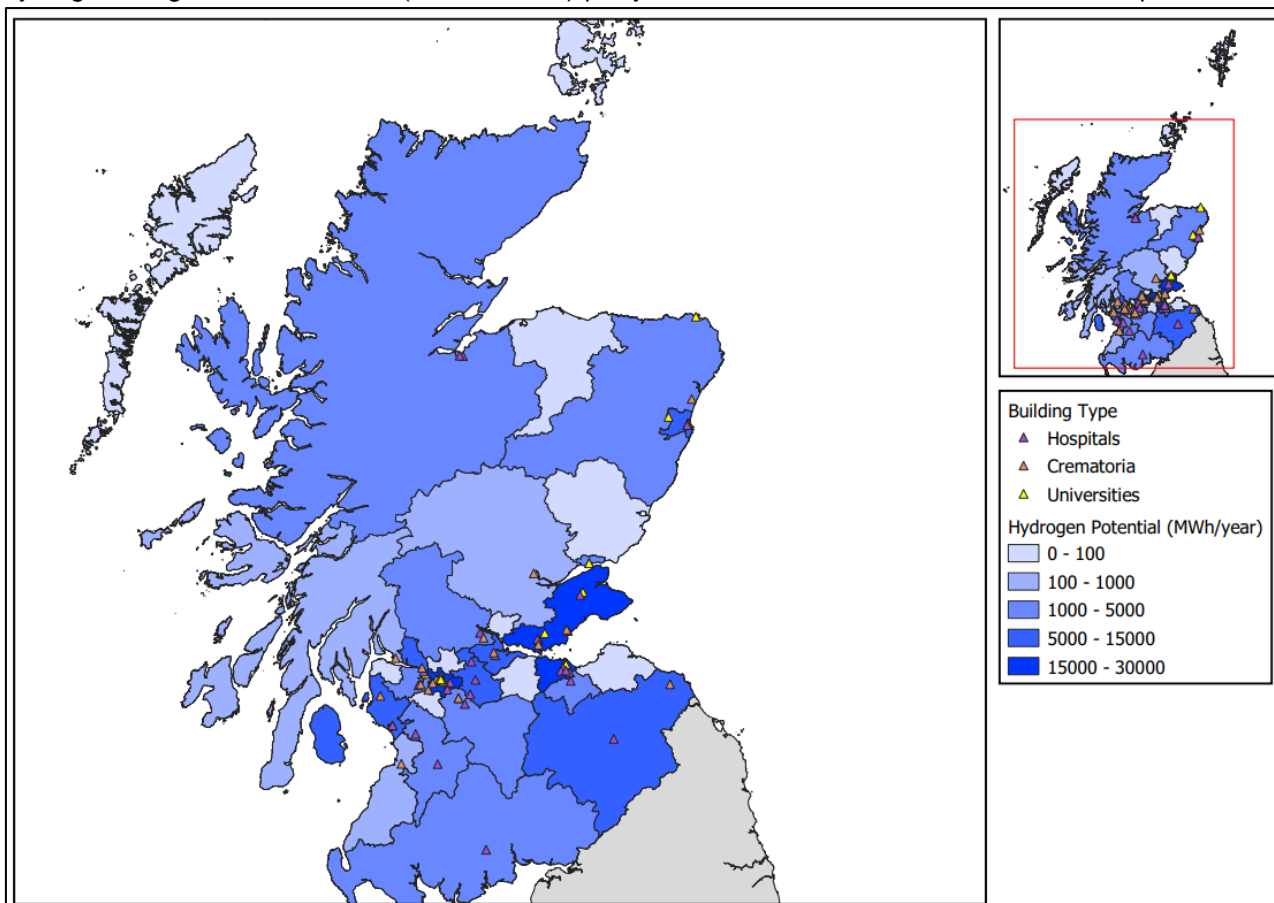 Building Type
Hospitals
Crematoria
Universities
Hydrogen Potential (MWh/year)
0 - 100
100 - 1000
1000 - 5000
5000 - 15000
15000 - 30000